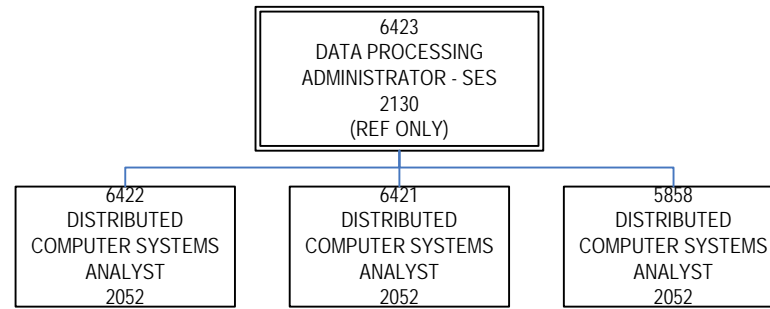 6423
DATA PROCESSING
ADMINISTRATOR - SES
2130
(REF ONLY)
6422
DISTRIBUTED
COMPUTER SYSTEMS
ANALYST
2052
6421
DISTRIBUTED
COMPUTER SYSTEMS
ANALYST
2052
5858
DISTRIBUTED
COMPUTER SYSTEMS
ANALYST
2052